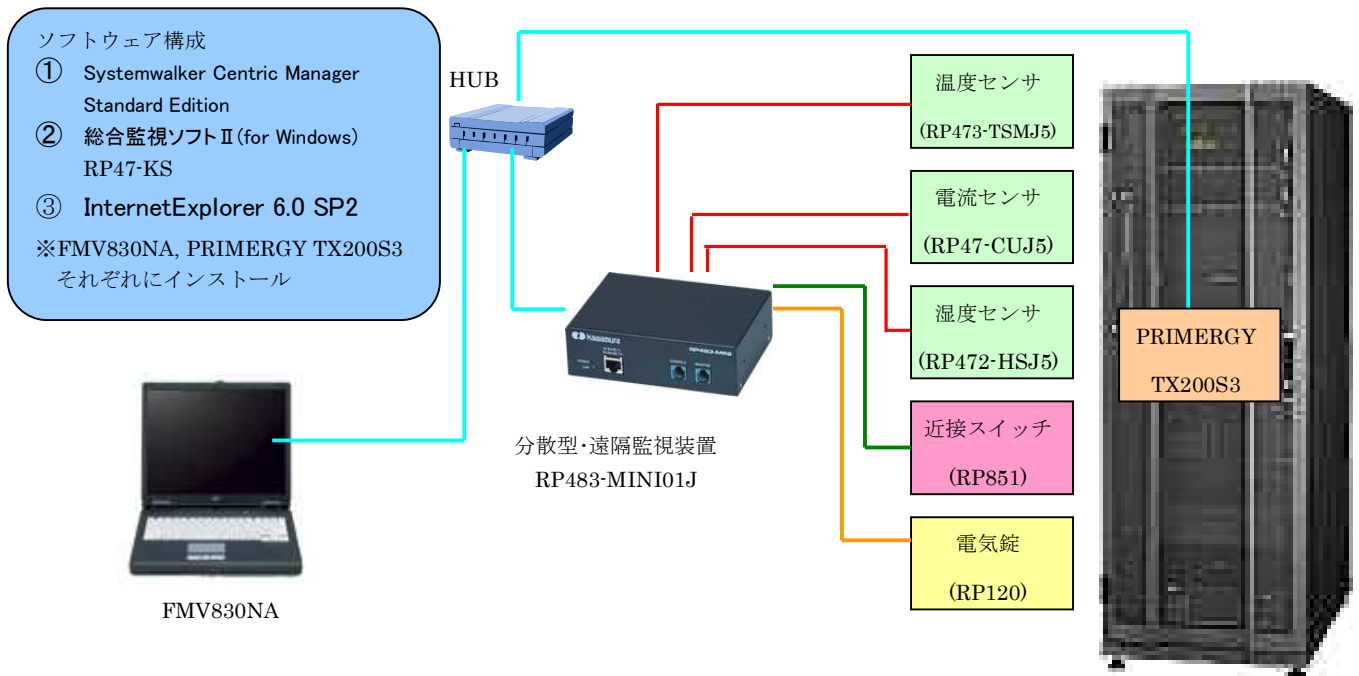 ソフトウェア構成
① Systemwalker Centric Manager
Standard Edition
② 総合監視ソフトⅡ(for Windows)
RP47-KS
③ InternetExplorer 6.0 SP2
※FMV830NA, PRIMERGY TX200S3
それぞれにインストール
HUB
温度センサ
(RP473-TSMJ5)
電流センサ
(RP47-CUJ5)
湿度センサ
(RP472-HSJ5)
近接スイッチ
(RP851)
電気錠
(RP120)
PRIMERGY
TX200S3
Kawamura
RP483-MINI
分散型・遠隔監視装置
RP483-MINI01J
FMV830NA